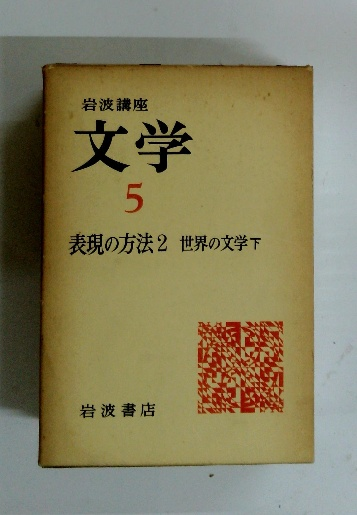 岩波講座
文学
5
表現の方法2 世界の文学下
岩波書店